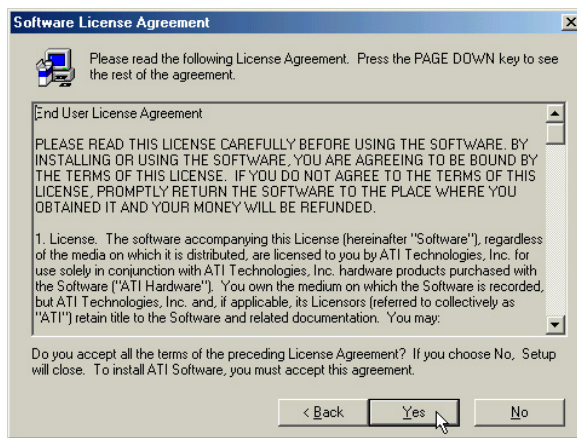 Software License Agreement
Please read the following License Agreement. Press the PAGE DOWN key to see
the rest of the agreement.
End User License Agreement
PLEASE READ THIS LICENSE CAREFULLY BEFORE USING THE SOFTWARE. BY
INSTALLING OR USING THE SOFTWARE, YOU ARE AGREEING TO BE BOUND BY
THE TERMS OF THIS LICENSE. IF YOU DO NOT AGREE TO THE TERMS OF THIS
LICENSE, PROMPTLY RETURN THE SOFTWARE TO THE PLACE WHERE YOU
OBTAINED IT AND YOUR MONEY WILL BE REFUNDED.
1. License. The software accompanying this License (hereinafter "Software"), regardless
of the media on which it is distributed, are licensed to you by ATI Technologies, Inc. for
use solely in conjunction with ATI Technologies, Inc. hardware products purchased with
the Software ("ATI Hardware"). You own the medium on which the Software is recorded,
but ATI Technologies, Inc. and, if applicable, its Licensors (referred to collectively as
"ATI") retain title to the Software and related documentation. You may:
Do you accept all the terms of the preceding License Agreement? If you choose No, Setup
will close. To install ATI Software, you must accept this agreement.
< Back Yes No